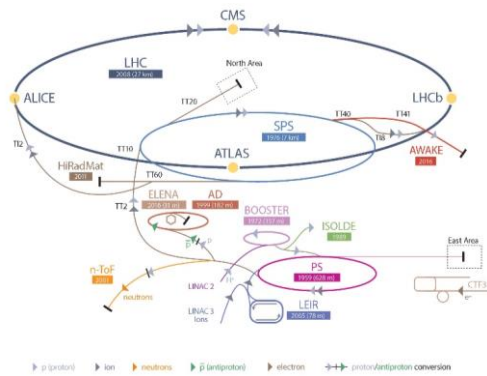 CMS
LHC
2008 (27 km)
North Area
ALICE
LHCb
TT20
TT40
TT41
SPS
1976 (7 km)
TI2
TI8
TT10
ATLAS
AWAKE
2016
HiRadMat
2011
TT60
ELENA
AD
2016 (31 m)
1999 (182 m)
TT2
BOOSTER
1972 (157 m)
ISOLDE
1989
p
p̅
East Area
n-ToF
2001
PS
1959 (628 m)
LINAC 2
neutrons
CTF3
e⁻
LEIR
LINAC 3
Ions
2005 (78 m)
p (proton)
ion
neutrons
p̅ (antiproton)
electron
proton/antiproton conversion